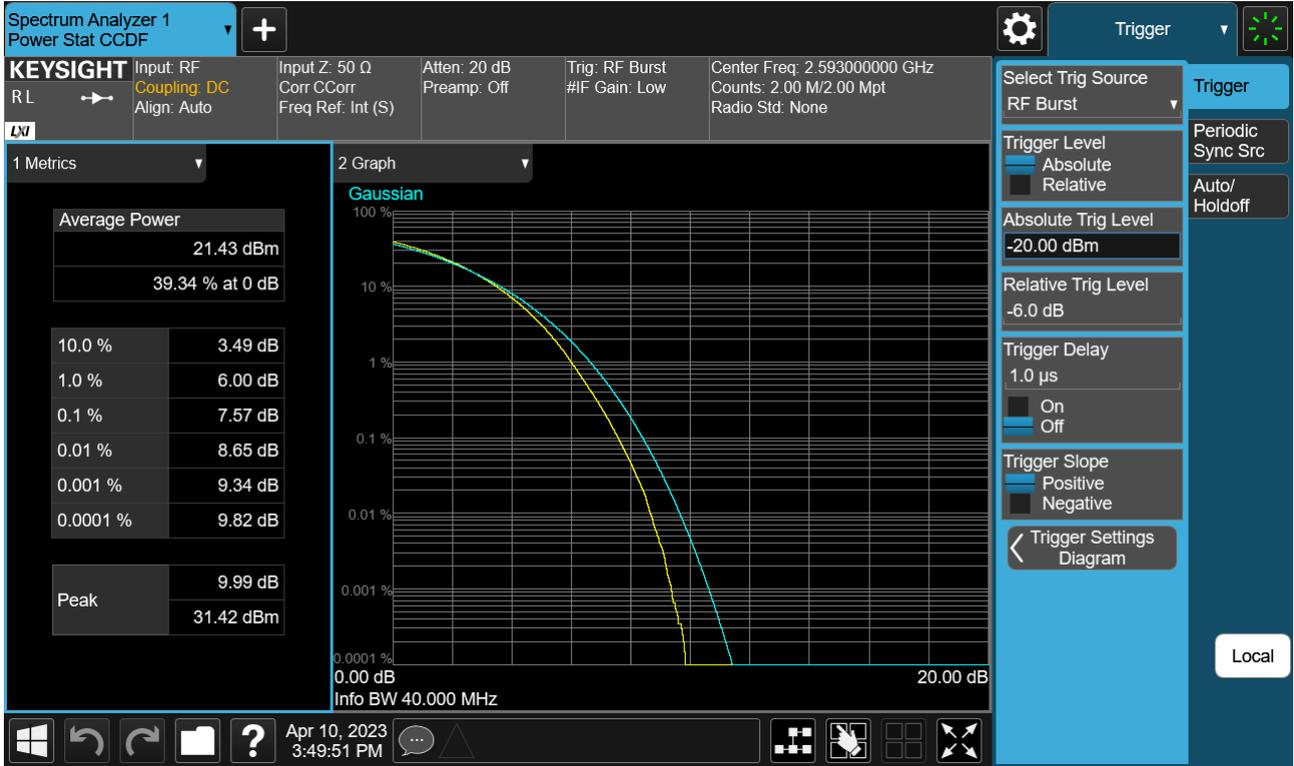 Spectrum Analyzer 1
Power Stat CCDF
Trigger
KEYSIGHT
R L
LXI
Input: RF
Coupling: DC
Align: Auto
Input Z: 50 Ω
Corr CCorr
Freq Ref: Int (S)
Atten: 20 dB
Preamp: Off
Trig: RF Burst
#IF Gain: Low
Center Freq: 2.593000000 GHz
Counts: 2.00 M/2.00 Mpt
Radio Std: None
1 Metrics
Average Power
21.43 dBm
39.34 % at 0 dB
10.0 % 3.49 dB
1.0 % 6.00 dB
0.1 % 7.57 dB
0.01 % 8.65 dB
0.001 % 9.34 dB
0.0001 % 9.82 dB
Peak
9.99 dB
31.42 dBm
2 Graph
Gaussian
100 %
10 %
1 %
0.1 %
0.01 %
0.001 %
0.0001 %
0.00 dB
20.00 dB
Info BW 40.000 MHz
Select Trig Source
RF Burst
Trigger Level
Absolute
Relative
Absolute Trig Level
-20.00 dBm
Relative Trig Level
-6.0 dB
Trigger Delay
1.0 µs
On
Off
Trigger Slope
Positive
Negative
Trigger Settings
Diagram
Trigger
Periodic
Sync Src
Auto/
Holdoff
Local
?
Apr 10, 2023
3:49:51 PM